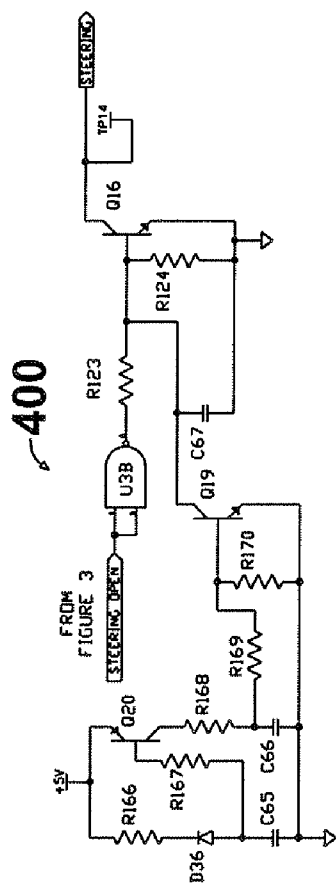 400
FROM
FIGURE 3
STEERING OPEN
U3B
R123
Q16
TP14
STEERING
R124
C67
Q19
R170
R169
+5V
Q20
R166
R167
R168
D36
C65
C66